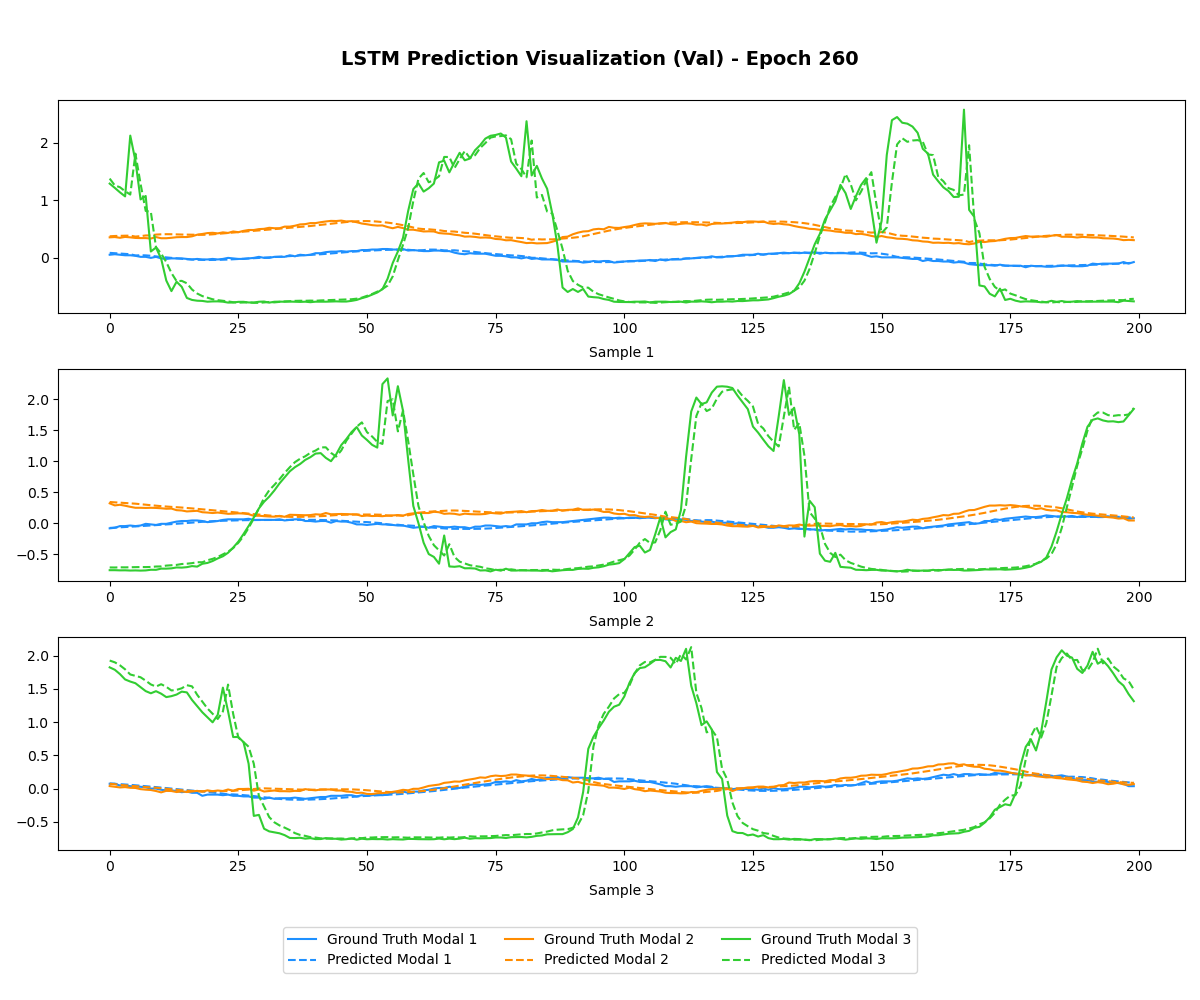 LSTM Prediction Visualization (Val) - Epoch 260
2
1
0
0 25 50 75 100 125 150 175 200
Sample 1
2.0
1.5
1.0
0.5
0.0
−0.5
0 25 50 75 100 125 150 175 200
Sample 2
2.0
1.5
1.0
0.5
0.0
−0.5
0 25 50 75 100 125 150 175 200
Sample 3
Ground Truth Modal 1 Ground Truth Modal 2 Ground Truth Modal 3
Predicted Modal 1 Predicted Modal 2 Predicted Modal 3